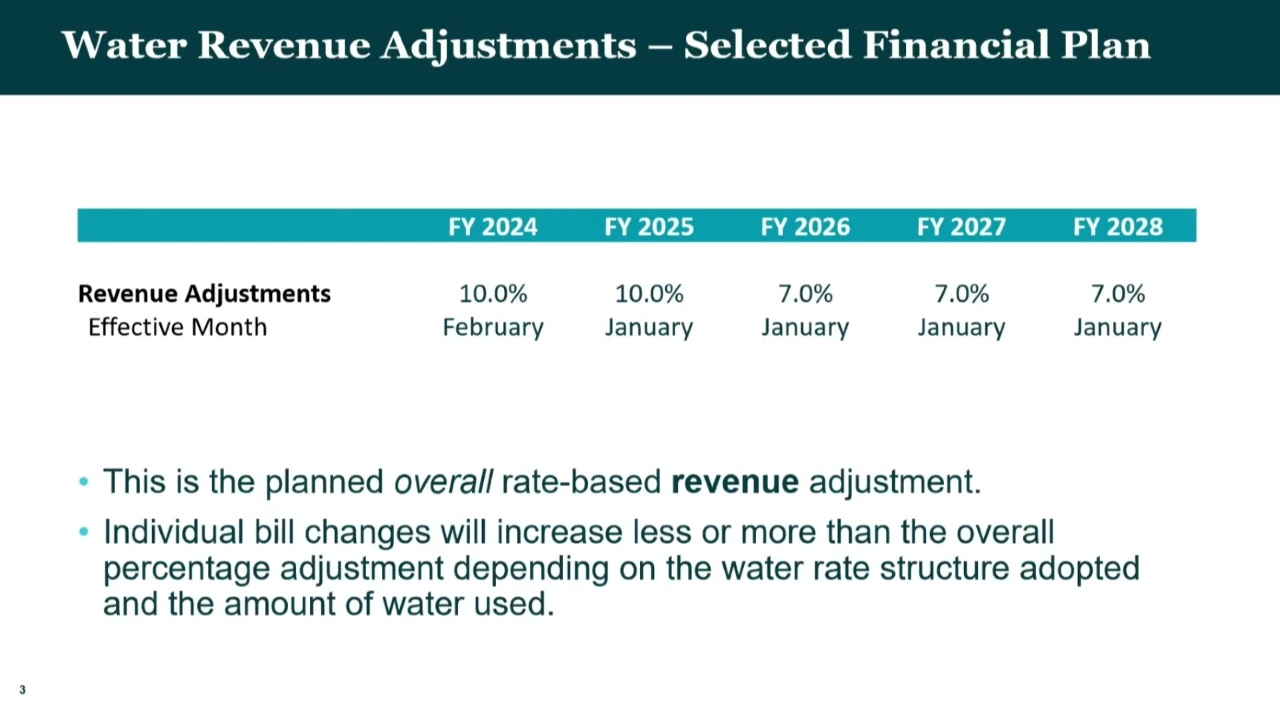 Water Revenue Adjustments – Selected Financial Plan
FY 2024 FY 2025 FY 2026 FY 2027 FY 2028
Revenue Adjustments 10.0% 10.0% 7.0% 7.0% 7.0%
Effective Month February January January January January
• This is the planned overall rate-based revenue adjustment.
• Individual bill changes will increase less or more than the overall
percentage adjustment depending on the water rate structure adopted
and the amount of water used.
3